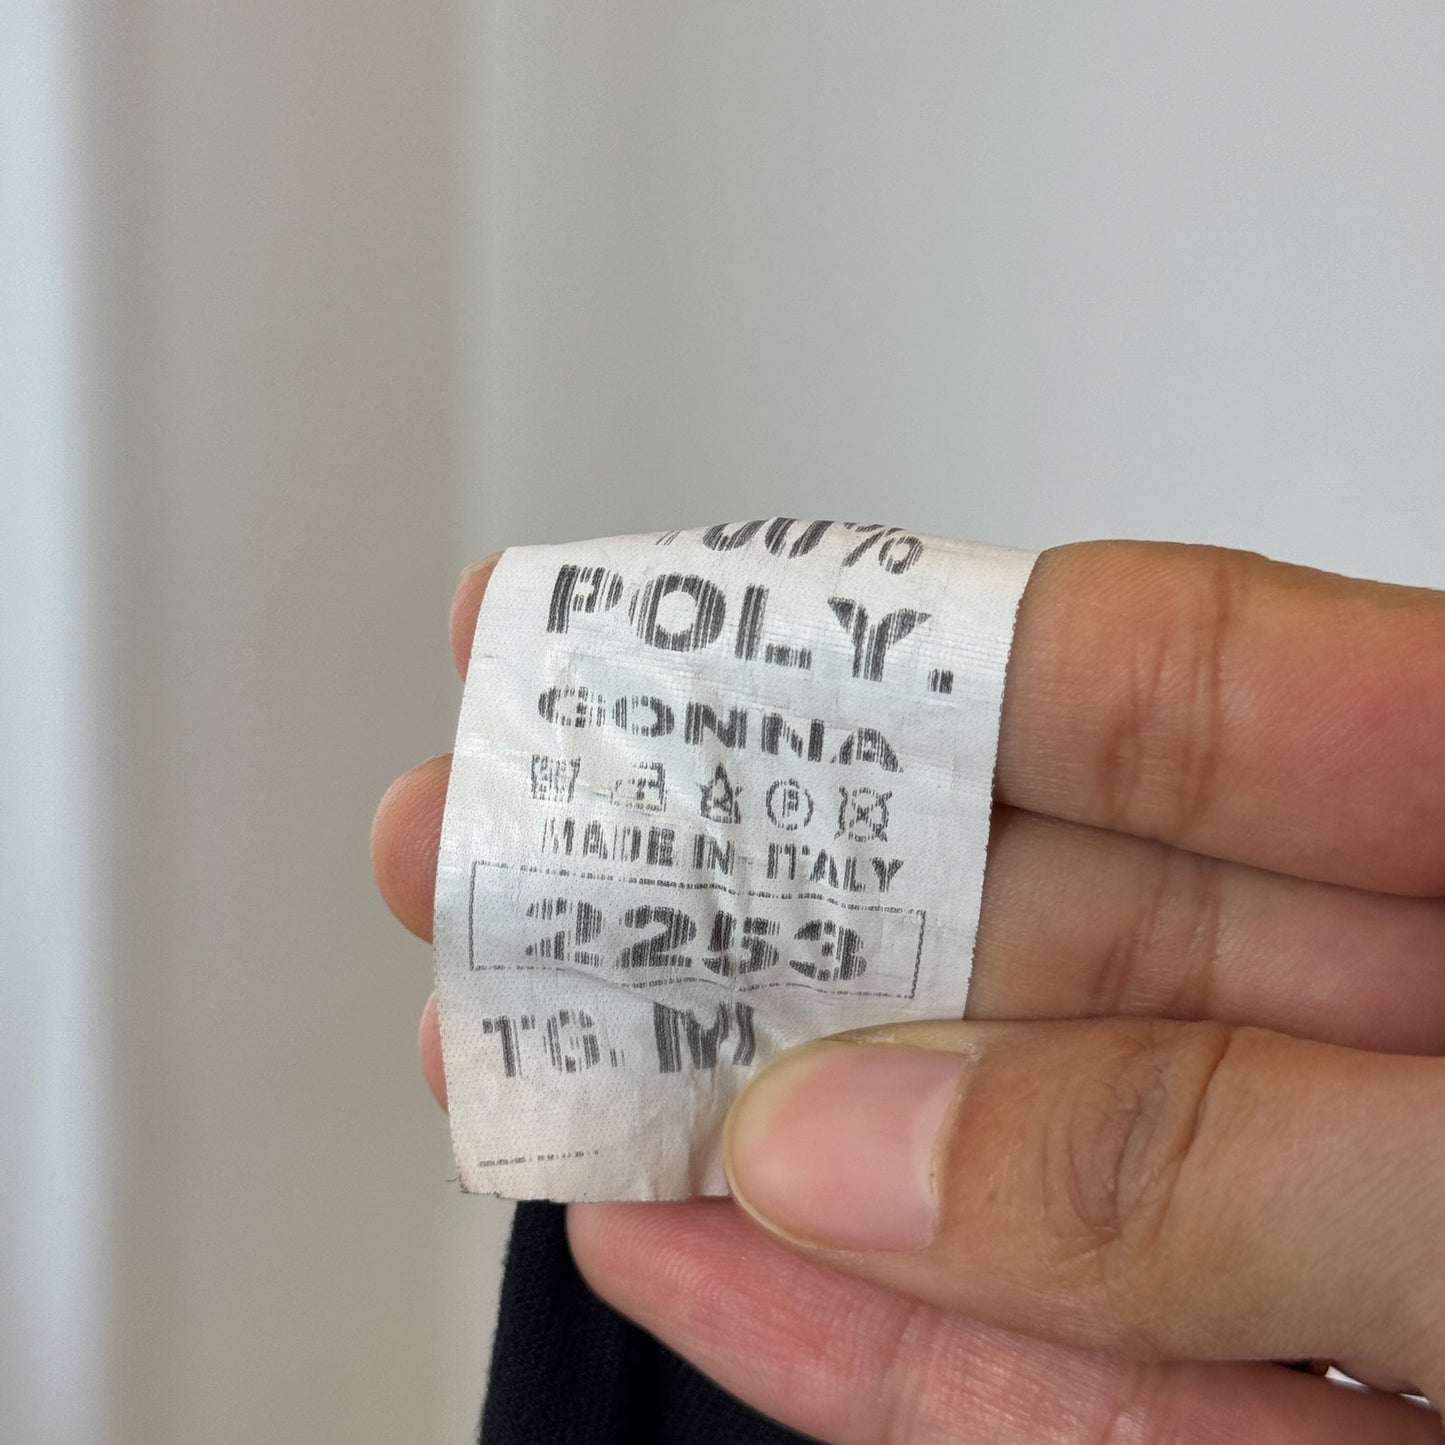 100%
POLY.
GONNA
MADE IN ITALY
2253
TG. M